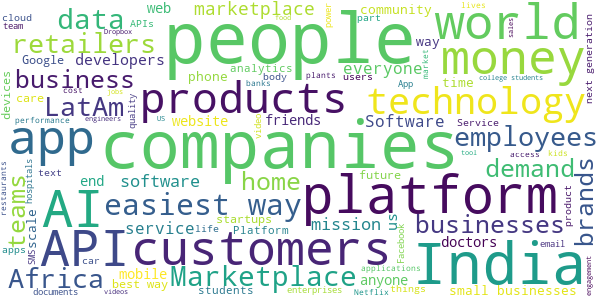 cloud
team
Dropbox
data
APIs
web
marketplace
food
power
community
part
lives
world
sales
people
retailers
Google
developers
analytics
everyone
way
market
money
next generation
business
phone
body
plants
users
time
devices
care
cost
jobs
banks
App
college students
LatAm
products
technology
performance
engineers
quality
us
website
video
friends
Software
Service
product
app
companies
employees
restaurants
hospitals
text
end
software
home
future
tool
access
kids
demand
brands
teams
AI
easiest way
startups
platform
mission
us
businesses
scale
SMS
API
service
life
Platform
customers
Facebook
doctors
email
India
apps
Africa
car
mobile
best way
Marketplace
anyone
applications
things
documents
videos
students
enterprises
Netflix
small businesses
engagement